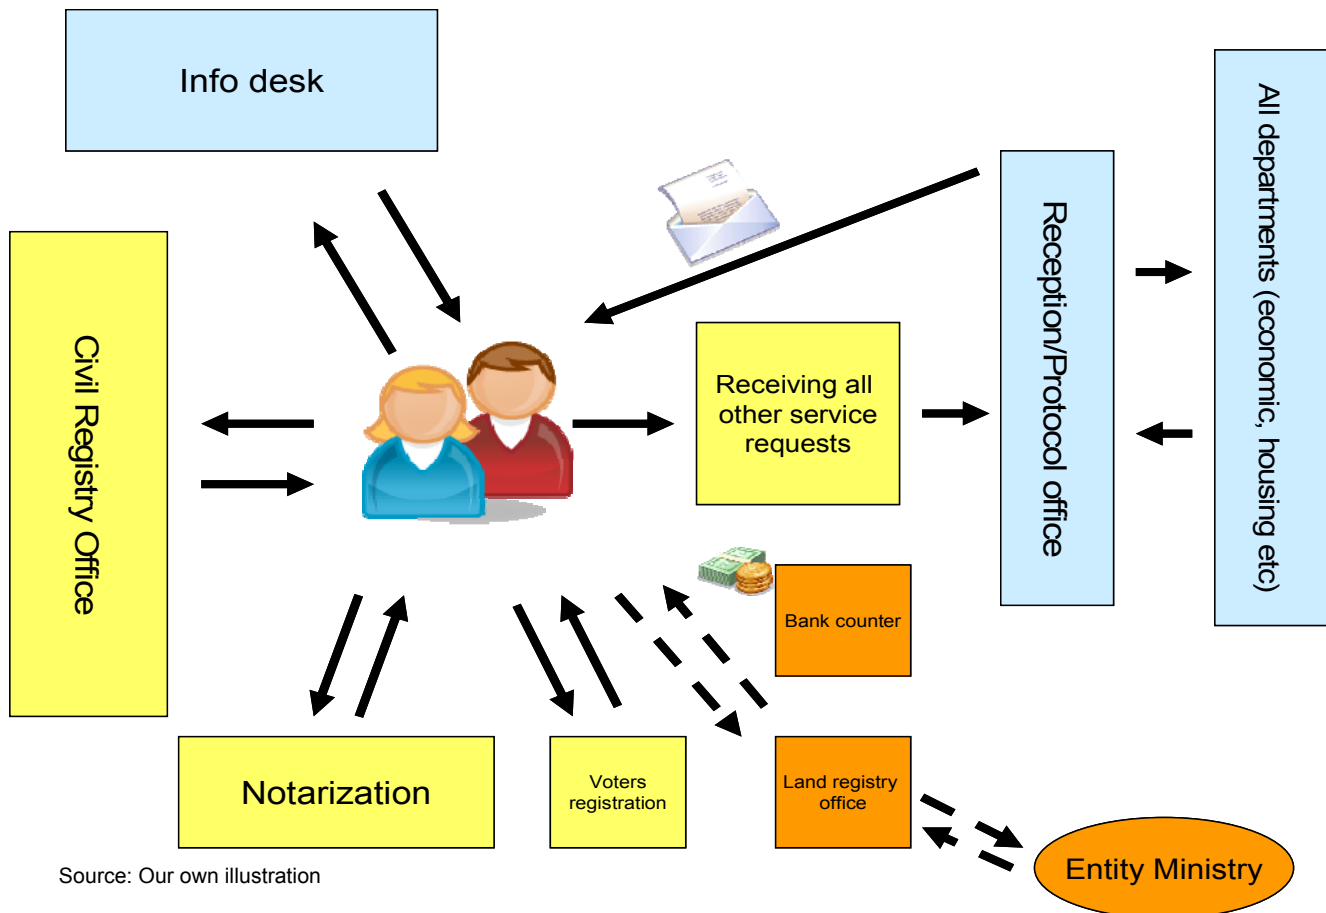 Info desk
All departments (economic, housing etc)
Reception/Protocol office
Civil Registry Office
Receiving all
other service
requests
Bank counter
Notarization
Voters
registration
Land registry
office
Entity Ministry
Source: Our own illustration